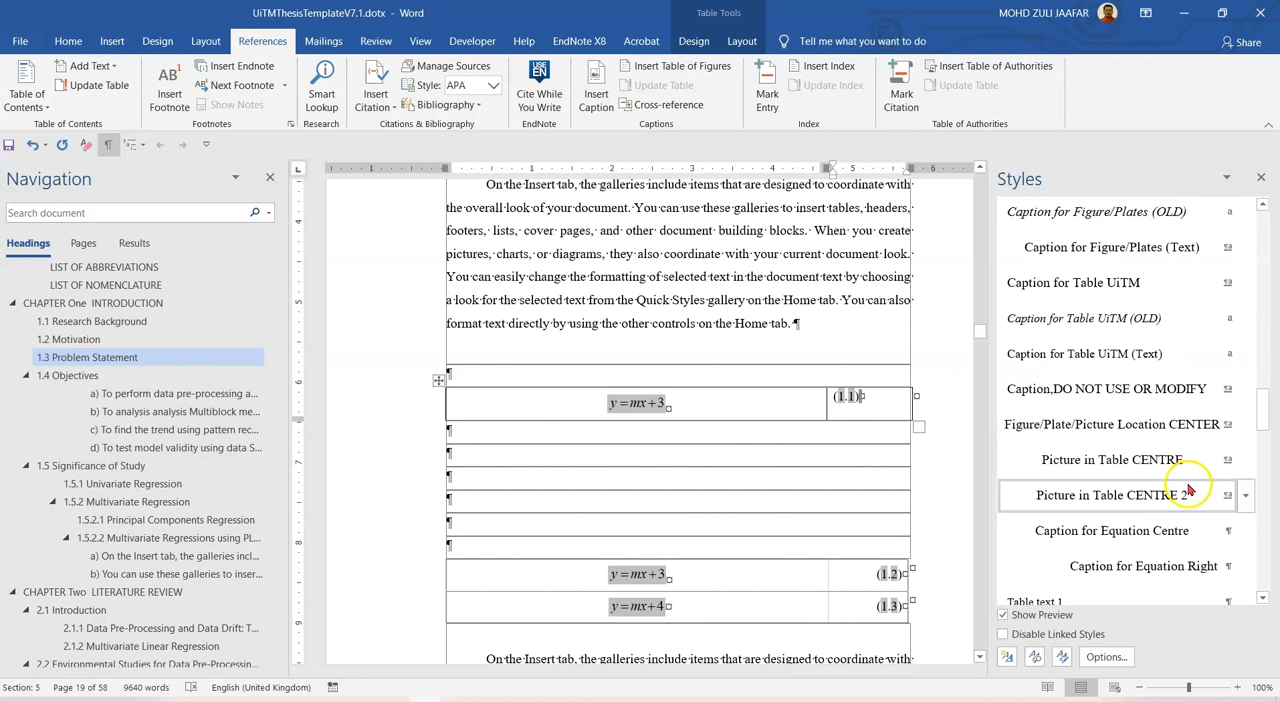 UiTMThesisTemplateV7.1.dotx - Word
Table Tools
MOHD ZULI JAAFAR
File Home Insert Design Layout References Mailings Review View Developer Help EndNote X8 Acrobat Design Layout Tell me what you want to do Share
Table of Contents
Add Text
Update Table
Table of Contents
Insert Footnote
AB1
Insert Endnote
Next Footnote
Show Notes
Footnotes
Smart Lookup
Research
Insert Citation
Manage Sources
Style: APA
Bibliography
Citations & Bibliography
USE EN
Cite While You Write
EndNote
Insert Caption
Insert Table of Figures
Update Table
Cross-reference
Captions
Mark Entry
Insert Index
Update Index
Index
Mark Citation
Insert Table of Authorities
Update Table
Table of Authorities
Navigation
Search document
Headings Pages Results
LIST OF ABBREVIATIONS
LIST OF NOMENCLATURE
CHAPTER One INTRODUCTION
1.1 Research Background
1.2 Motivation
1.3 Problem Statement
1.4 Objectives
a) To perform data pre-processing a...
b) To analysis analysis Multiblock me...
c) To find the trend using pattern rec...
d) To test model validity using data S...
1.5 Significance of Study
1.5.1 Univariate Regression
1.5.2 Multivariate Regression
1.5.2.1 Principal Components Regression
1.5.2.2 Multivariate Regressions using PL...
a) On the Insert tab, the galleries incl...
b) You can use these galleries to inser...
CHAPTER Two LITERATURE REVIEW
2.1 Introduction
2.1.1 Data Pre-Processing and Data Drift: T...
2.1.2 Multivariate Linear Regression
2.2 Environmental Studies for Data Pre-Processin...
1 1 2 3 4 5 6
4
5
6
7
8
9
On·the·Insert·tab,·the·galleries·include·items·that·are·designed·to·coordinate·with·
the·overall·look·of·your·document.·You·can·use·these·galleries·to·insert·tables,·headers,·
footers,·lists,·cover·pages,·and·other·document·building·blocks.·When·you·create·
pictures,·charts,·or·diagrams,·they·also·coordinate·with·your·current·document·look.·
You·can·easily·change·the·formatting·of·selected·text·in·the·document·text·by·choosing·
a·look·for·the·selected·text·from·the·Quick·Styles·gallery·on·the·Home·tab.·You·can·also·
format·text·directly·by·using·the·other·controls·on·the·Home·tab.·¶
¶
y = mx+3¤ (1.1)¤ ¤
¶
¶
¶
¶
¶
¶
y = mx+3¤ (1.2)¤ ¤
y = mx+4¤ (1.3)¤ ¤
On·the·Insert·tab,·the·galleries·include·items·that·are·designed·to·coordinate·with·
Styles
Caption for Figure/Plates (OLD) a
Caption for Figure/Plates (Text) ¶a
Caption for Table UiTM ¶a
Caption for Table UiTM (OLD) a
Caption for Table UiTM (Text) a
Caption,DO NOT USE OR MODIFY ¶a
Figure/Plate/Picture Location CENTER ¶a
Picture in Table CENTRE ¶a
Picture in Table CENTRE 2 ¶a
Caption for Equation Centre ¶
Caption for Equation Right ¶
Table text 1 ¶
Show Preview
Disable Linked Styles
Options...
Section: 5 Page 19 of 58 9640 words English (United Kingdom) 100%